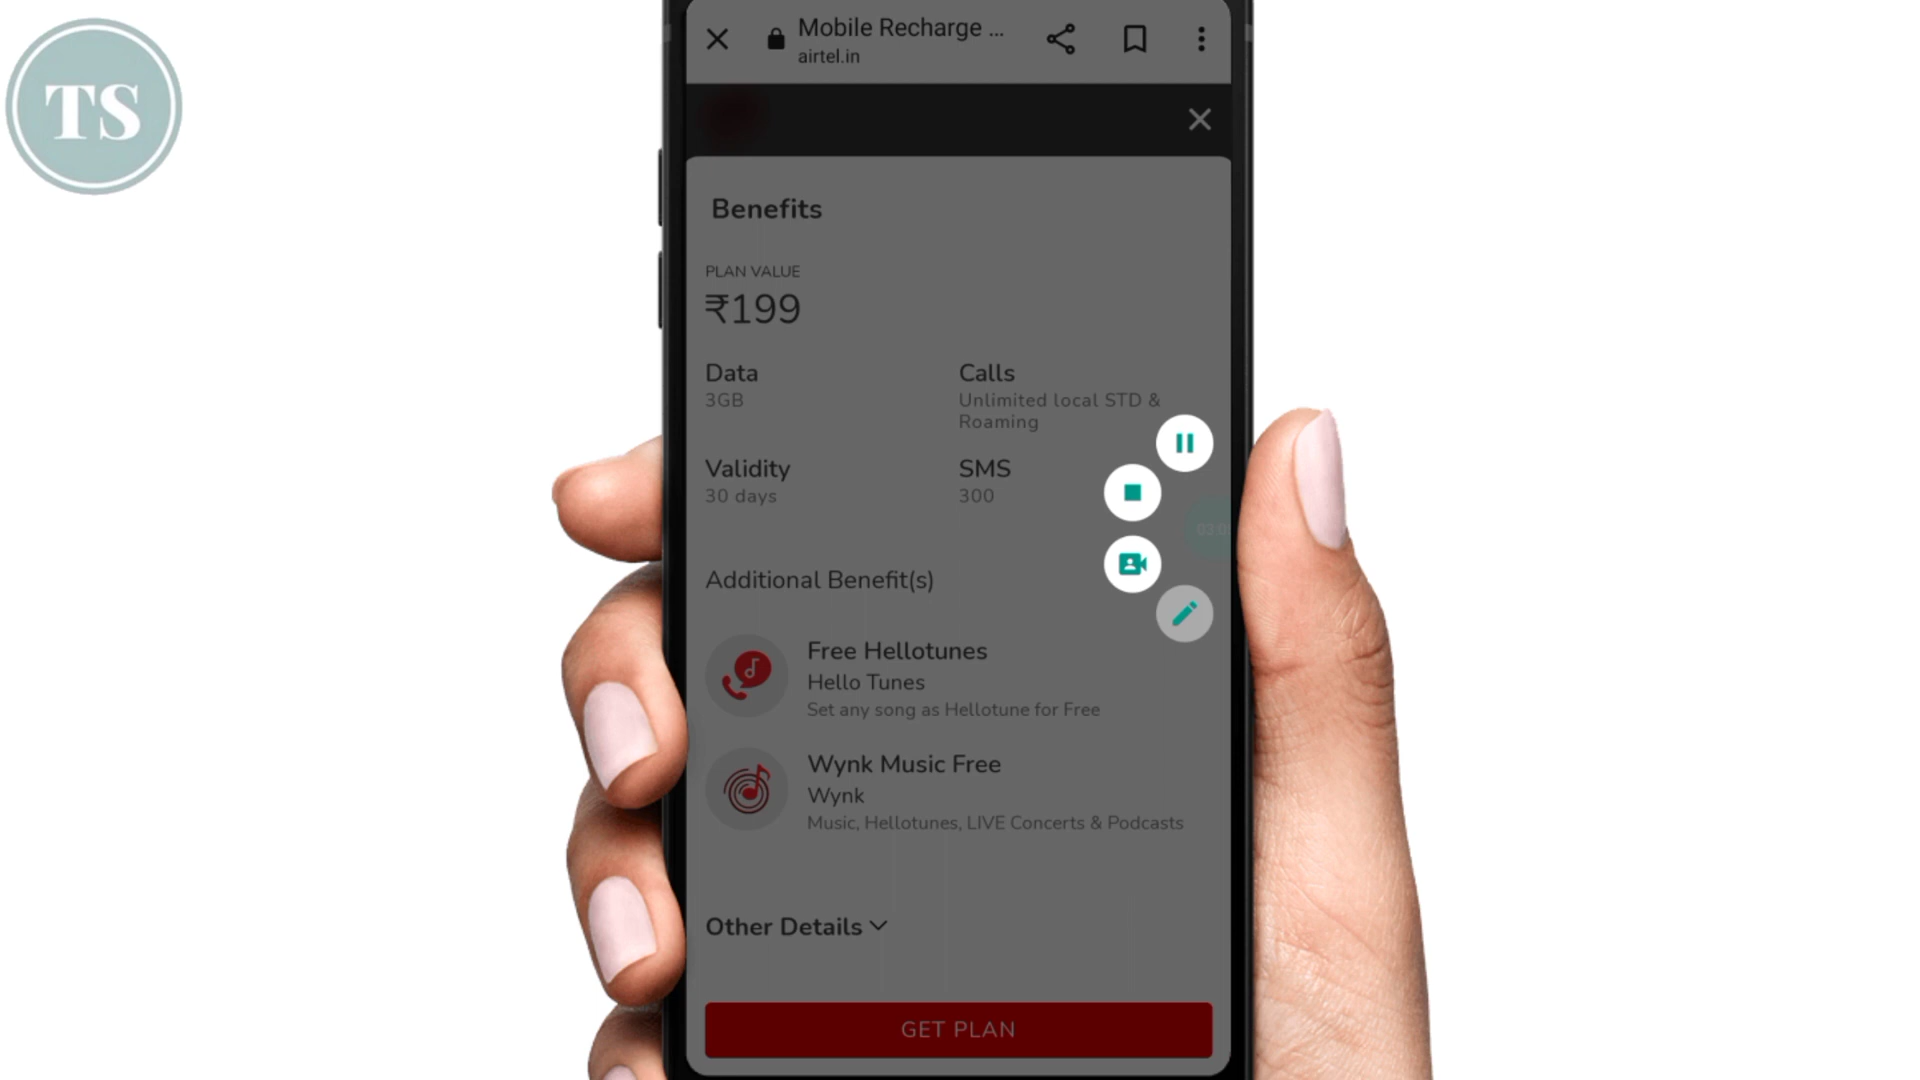 TS
Mobile Recharge ...
airtel.in
Benefits
PLAN VALUE
₹199
Data
3GB
Calls
Unlimited local STD &
Roaming
Validity
30 days
SMS
300
Additional Benefit(s)
Free Hellotunes
Hello Tunes
Set any song as Hellotune for Free
Wynk Music Free
Wynk
Music, Hellotunes, LIVE Concerts & Podcasts
Other Details
GET PLAN